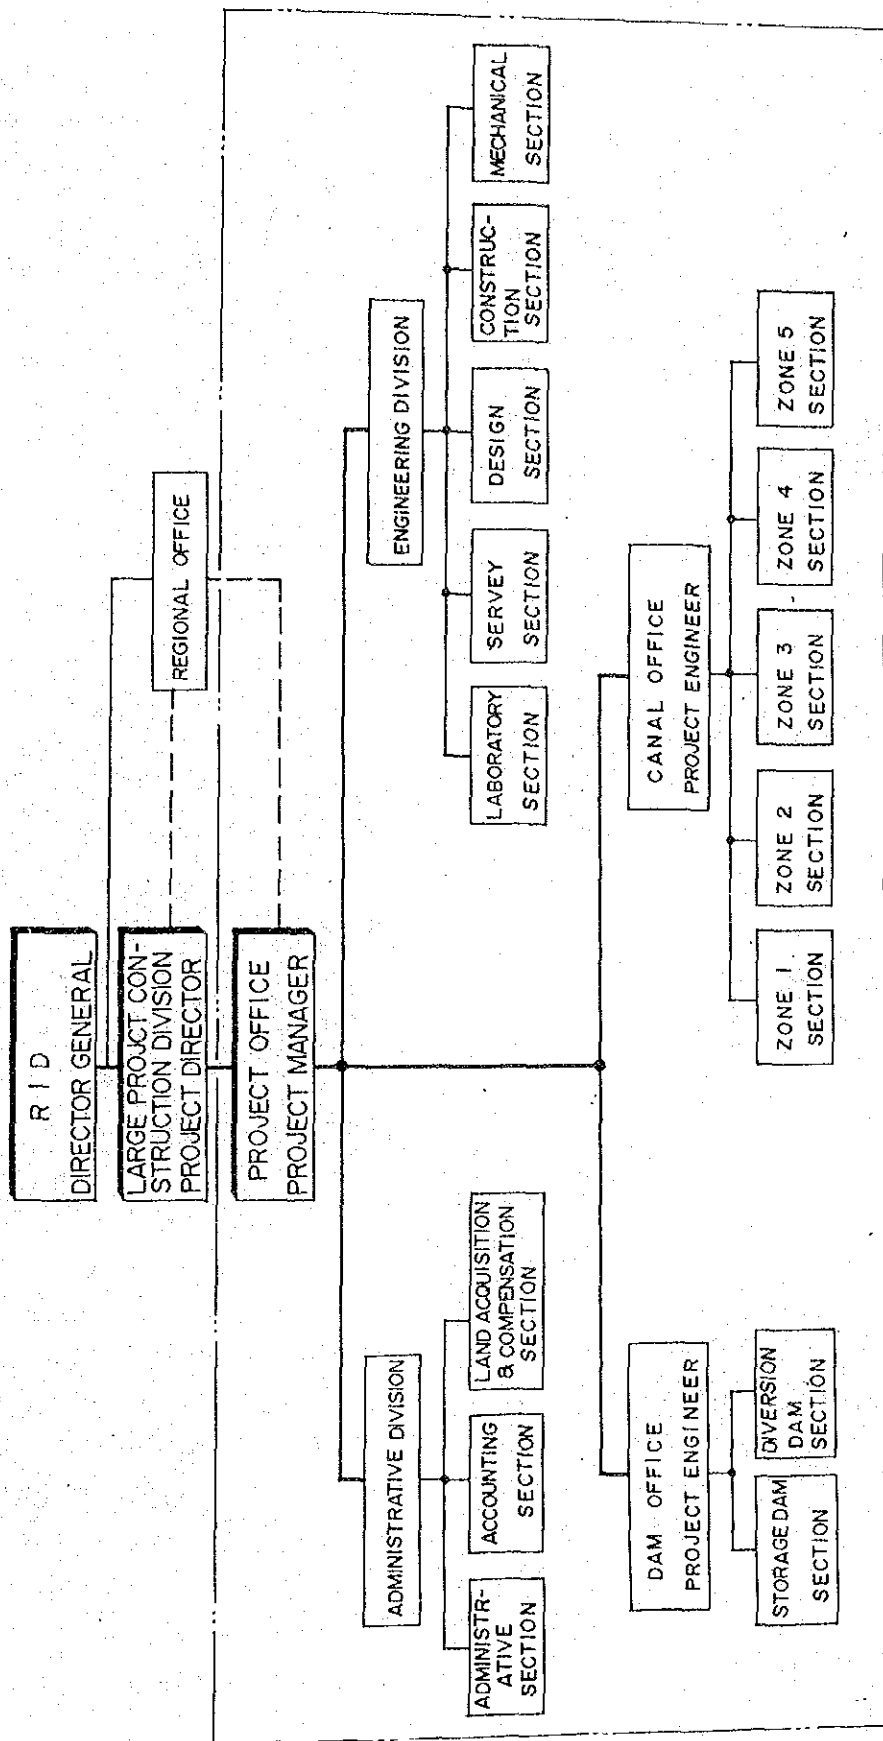 RID
DIRECTOR GENERAL
LARGE PROJCT CON-
STRUCTION DIVISION
PROJECT DIRECTOR
REGIONAL OFFICE
PROJECT OFFICE
PROJECT MANAGER
ADMINISTRATIVE DIVISION
ENGINEERING DIVISION
ADMINISTR-
ATIVE
SECTION
ACCOUNTING
SECTION
LAND ACQUISITION
& COMPENSATION
SECTION
LABORATORY
SECTION
SERVEY
SECTION
DESIGN
SECTION
CONSTRUC-
TION
SECTION
MECHANICAL
SECTION
DAM OFFICE
PROJECT ENGINEER
CANAL OFFICE
PROJECT ENGINEER
STORAGE DAM
SECTION
DIVERSION
DAM
SECTION
ZONE 1
SECTION
ZONE 2
SECTION
ZONE 3
SECTION
ZONE 4
SECTION
ZONE 5
SECTION